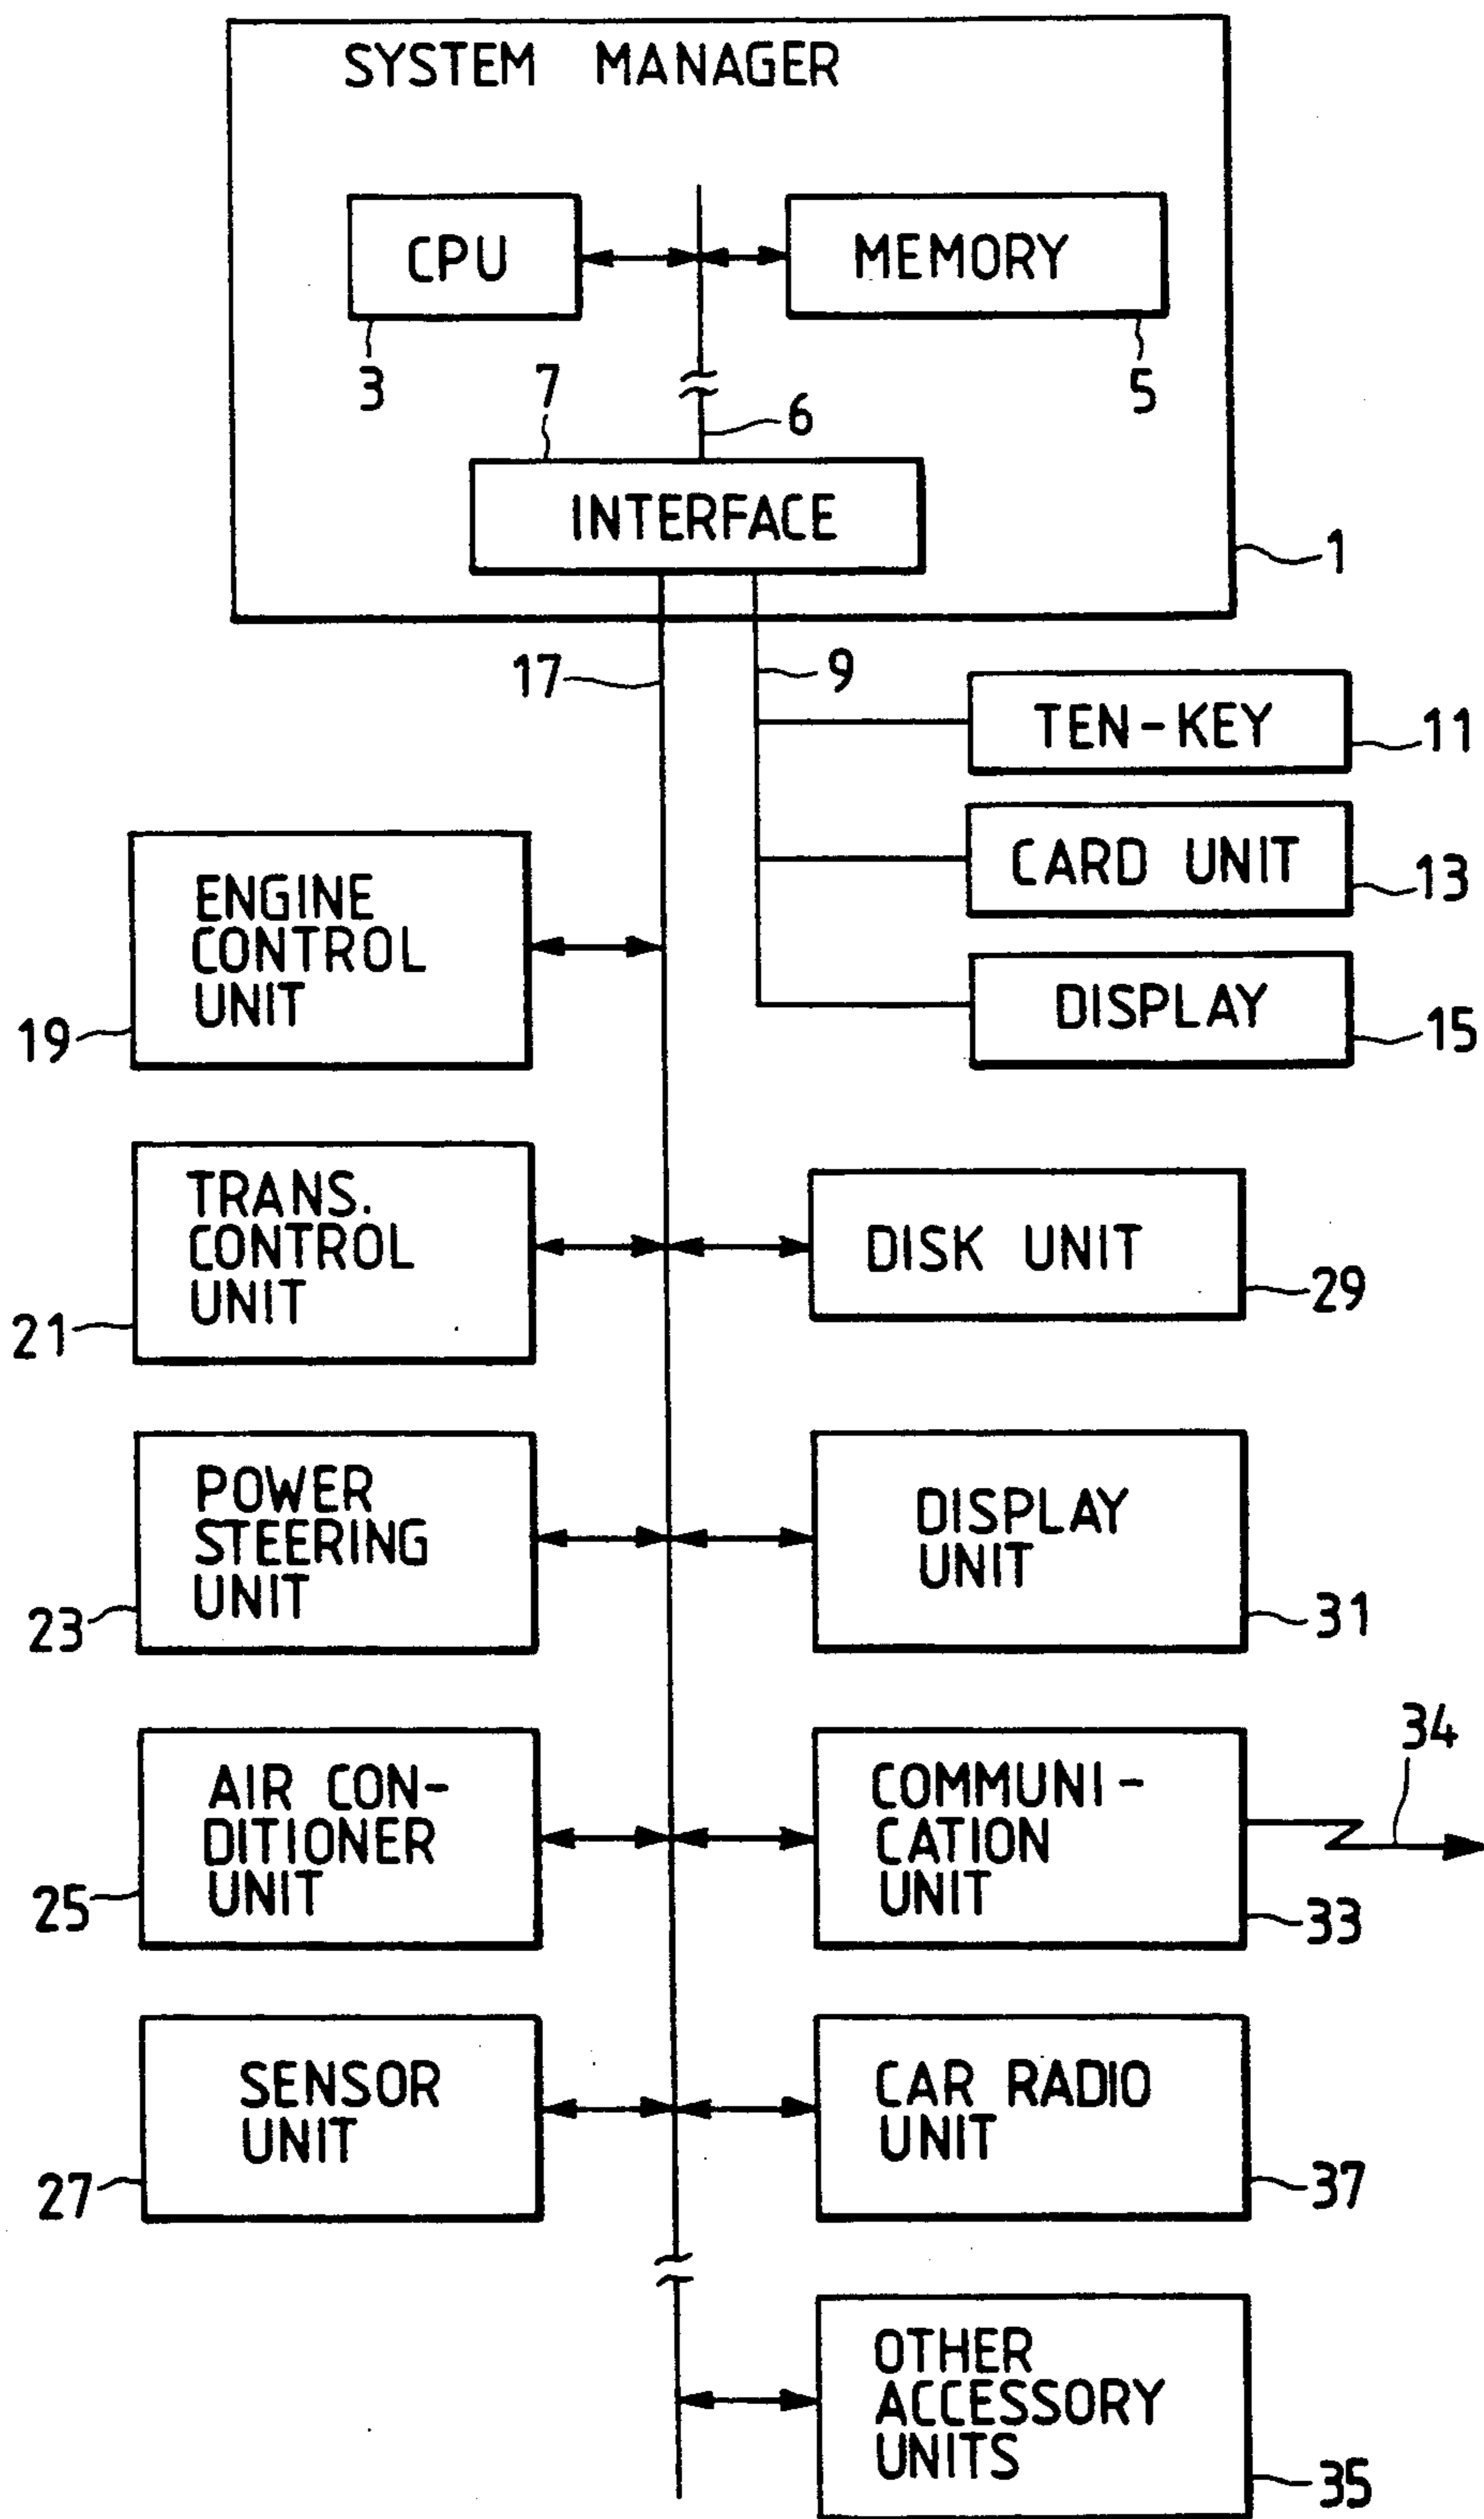 SYSTEM MANAGER
CPU
MEMORY
3
7
6
5
INTERFACE
1
17
9
TEN-KEY
11
CARD UNIT
13
ENGINE
CONTROL
UNIT
19
DISPLAY
15
TRANS.
CONTROL
UNIT
21
DISK UNIT
29
POWER
STEERING
UNIT
23
DISPLAY
UNIT
31
AIR CON-
DITIONER
UNIT
25
COMMUNI-
CATION
UNIT
34
33
SENSOR
UNIT
27
CAR RADIO
UNIT
37
OTHER
ACCESSORY
UNITS
35